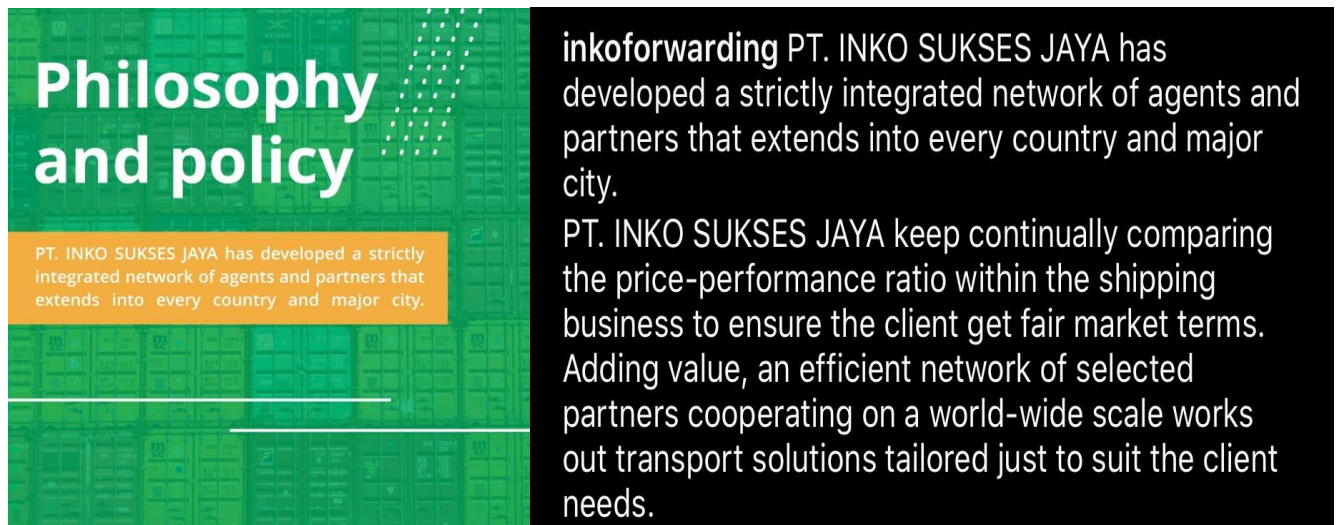 Philosophy
and policy
PT. INKO SUKSES JAYA has developed a strictly
integrated network of agents and partners that
extends into every country and major city.
inkoforwarding PT. INKO SUKSES JAYA has
developed a strictly integrated network of agents and
partners that extends into every country and major
city.
PT. INKO SUKSES JAYA keep continually comparing
the price-performance ratio within the shipping
business to ensure the client get fair market terms.
Adding value, an efficient network of selected
partners cooperating on a world-wide scale works
out transport solutions tailored just to suit the client
needs.